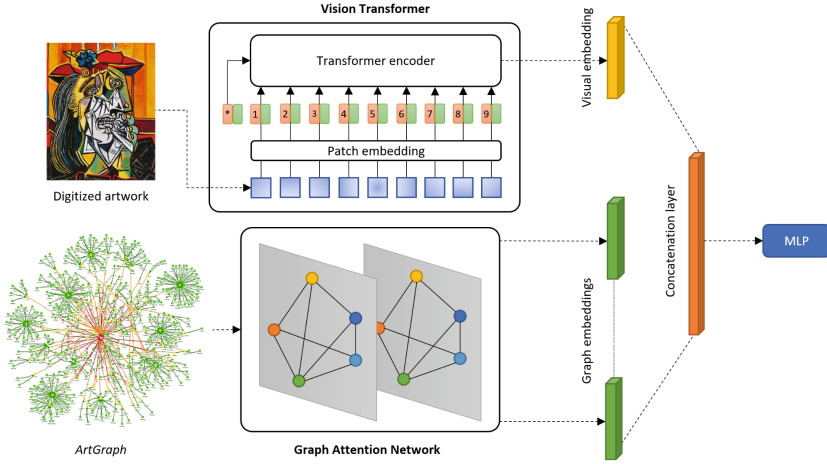 Vision Transformer
Transformer encoder
* 1 2 3 4 5 6 7 8 9
Patch embedding
Digitized artwork
Visual embedding
Concatenation layer
MLP
Graph embeddings
ArtGraph
Graph Attention Network